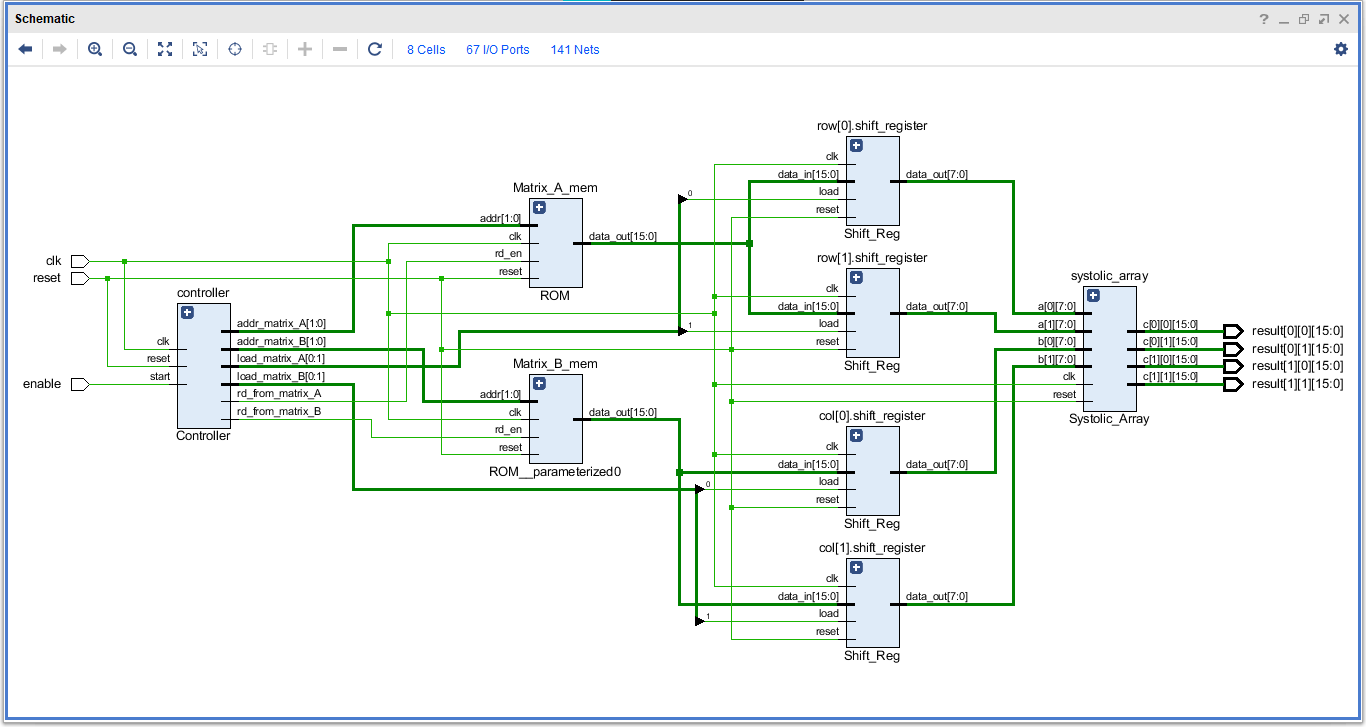 Schematic
8 Cells 67 I/O Ports 141 Nets
clk
reset
enable
controller
clk
reset
start
addr_matrix_A[1:0]
addr_matrix_B[1:0]
load_matrix_A[0:1]
load_matrix_B[0:1]
rd_from_matrix_A
rd_from_matrix_B
Controller
Matrix_A_mem
addr[1:0]
clk
rd_en
reset
data_out[15:0]
ROM
Matrix_B_mem
addr[1:0]
clk
rd_en
reset
data_out[15:0]
ROM__parameterized0
0
1
0
1
row[0].shift_register
clk
data_in[15:0]
load
reset
data_out[7:0]
Shift_Reg
row[1].shift_register
clk
data_in[15:0]
load
reset
data_out[7:0]
Shift_Reg
col[0].shift_register
clk
data_in[15:0]
load
reset
data_out[7:0]
Shift_Reg
col[1].shift_register
clk
data_in[15:0]
load
reset
data_out[7:0]
Shift_Reg
systolic_array
a[0][7:0]
a[1][7:0]
b[0][7:0]
b[1][7:0]
clk
reset
c[0][0][15:0]
c[0][1][15:0]
c[1][0][15:0]
c[1][1][15:0]
Systolic_Array
result[0][0][15:0]
result[0][1][15:0]
result[1][0][15:0]
result[1][1][15:0]